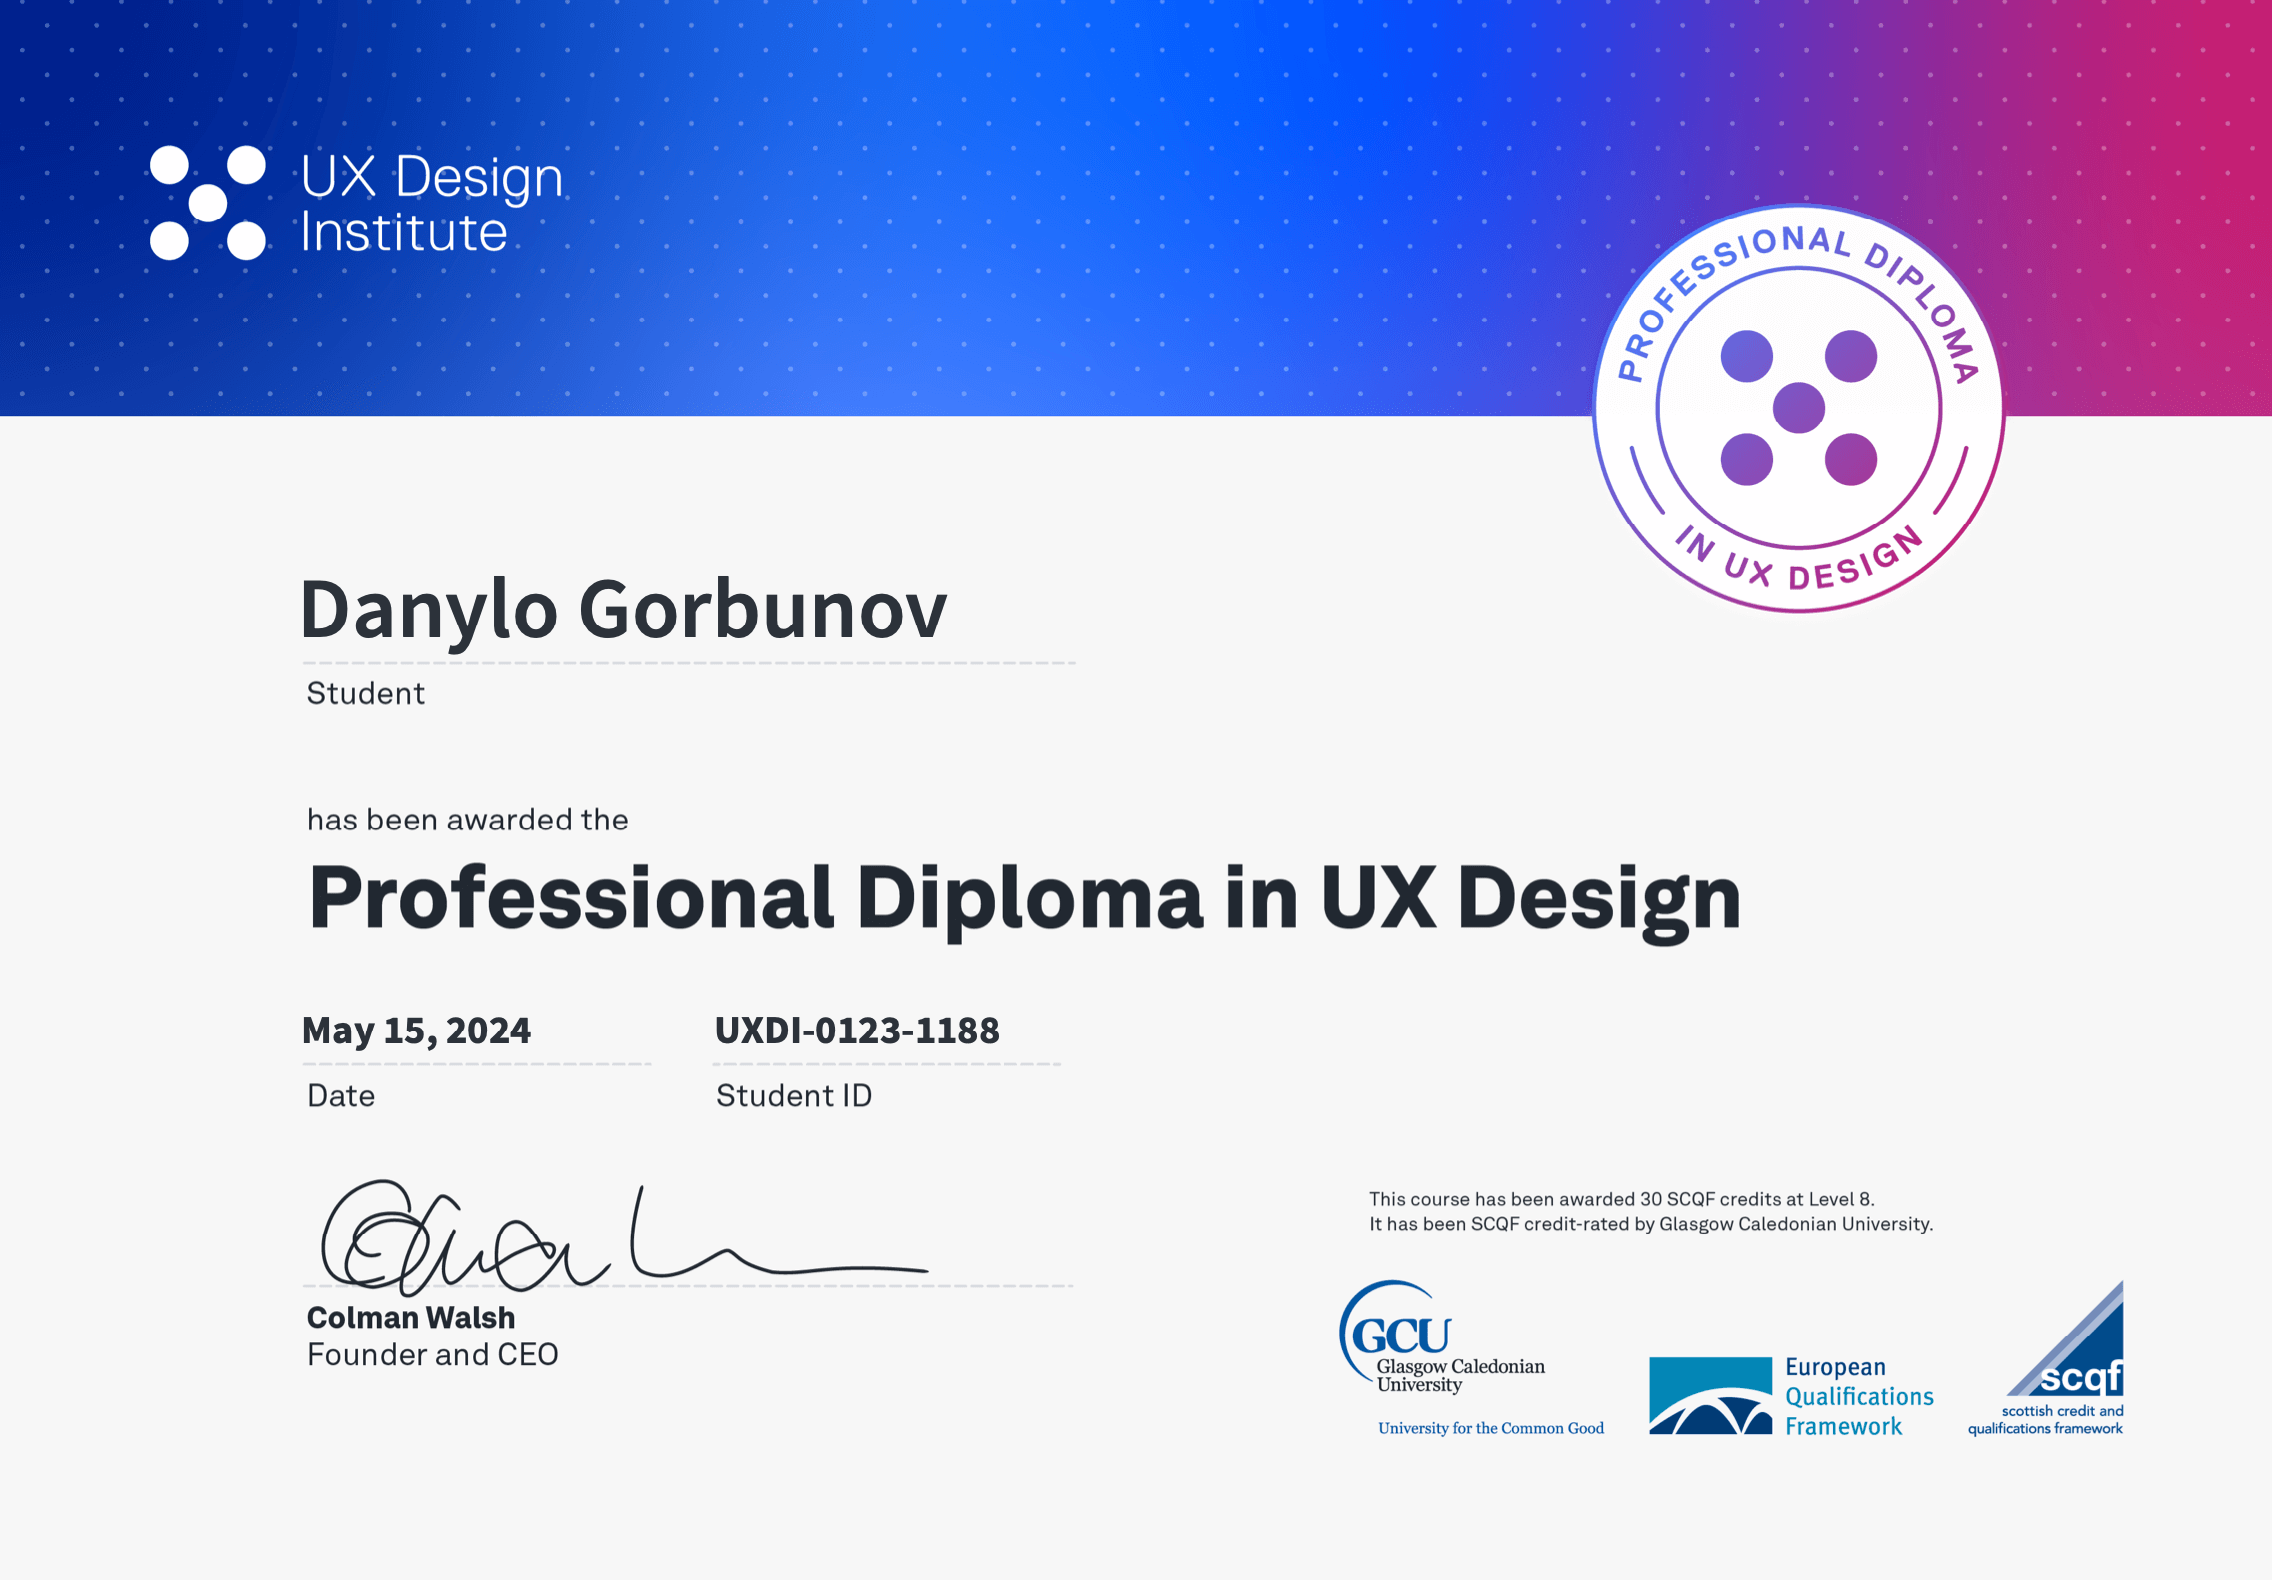 UX Design
Institute
PROFESSIONAL DIPLOMA
IN UX DESIGN
Danylo Gorbunov
Student
has been awarded the
Professional Diploma in UX Design
May 15, 2024
Date
UXDI-0123-1188
Student ID
Colman Walsh
Founder and CEO
This course has been awarded 30 SCQF credits at Level 8.
It has been SCQF credit-rated by Glasgow Caledonian University.
GCU
Glasgow Caledonian
University
University for the Common Good
European
Qualifications
Framework
scqf
scottish credit and
qualifications framework